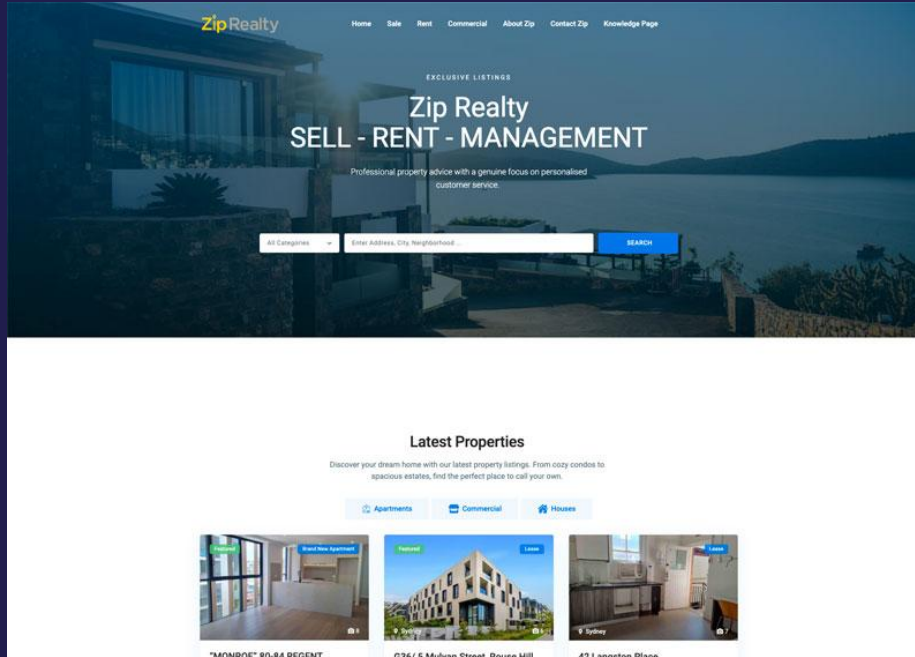 Zip Realty
Home Sale Rent Commercial About Zip Contact Zip Knowledge Page
EXCLUSIVE LISTINGS
Zip Realty
SELL - RENT - MANAGEMENT
Professional property advice with a genuine focus on personalised
customer service.
All Categories Enter Address, City, Neighborhood ... SEARCH
Latest Properties
Discover your dream home with our latest property listings. From cozy condos to
spacious estates, find the perfect place to call your own.
Apartments Commercial Houses
Featured Brand New Apartment Featured Lease Lease
8 Sydney 6 Sydney 7
"MONROE" 80-84 REGENT G36/ 5 Mulvan Street, Rouse Hill 42 Langston Place